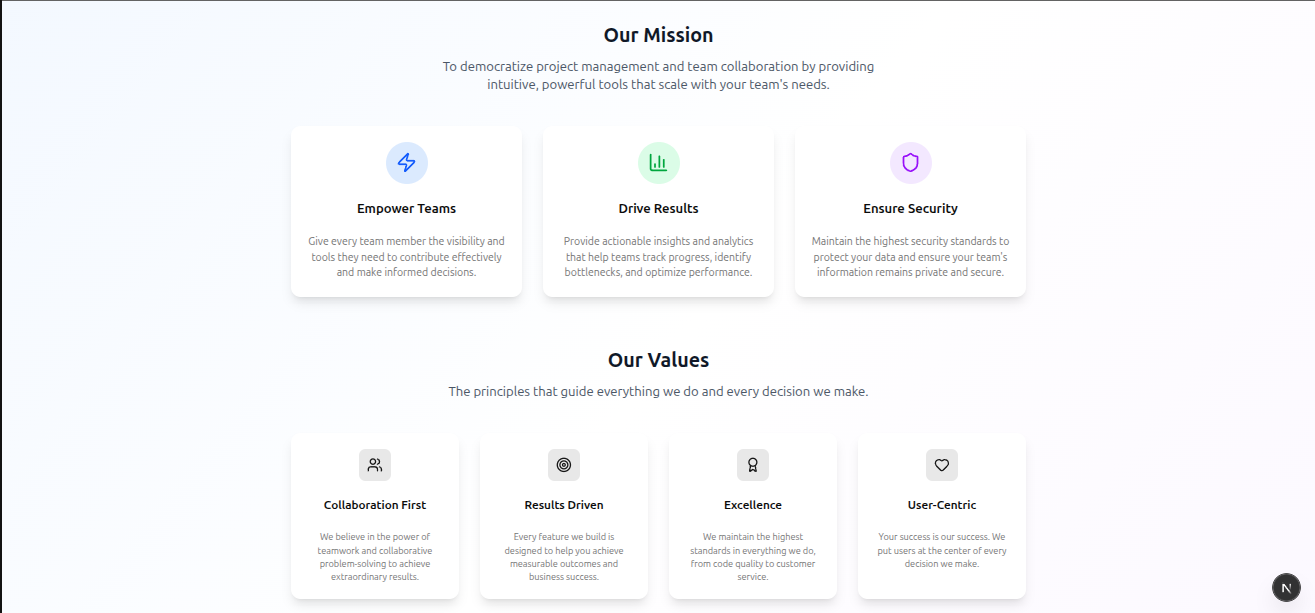 Our Mission
To democratize project management and team collaboration by providing
intuitive, powerful tools that scale with your team's needs.
Empower Teams
Give every team member the visibility and
tools they need to contribute effectively
and make informed decisions.
Drive Results
Provide actionable insights and analytics
that help teams track progress, identify
bottlenecks, and optimize performance.
Ensure Security
Maintain the highest security standards to
protect your data and ensure your team's
information remains private and secure.
Our Values
The principles that guide everything we do and every decision we make.
Collaboration First
We believe in the power of
teamwork and collaborative
problem-solving to achieve
extraordinary results.
Results Driven
Every feature we build is
designed to help you achieve
measurable outcomes and
business success.
Excellence
We maintain the highest
standards in everything we do,
from code quality to customer
service.
User-Centric
Your success is our success. We
put users at the center of every
decision we make.
N